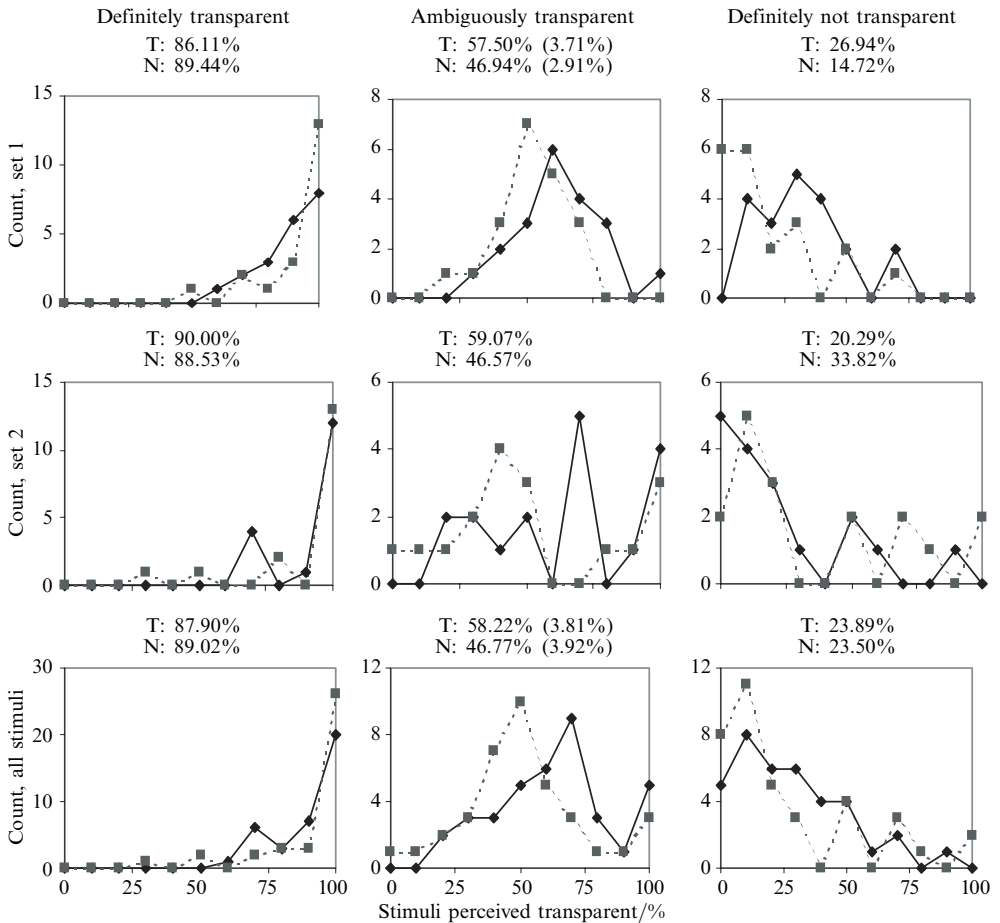 Definitely transparent
Ambiguously transparent
Definitely not transparent
T: 86.11%
N: 89.44%
T: 57.50% (3.71%)
N: 46.94% (2.91%)
T: 26.94%
N: 14.72%
Count, set 1
15
10
5
0
8
6
4
2
0
8
6
4
2
0
T: 90.00%
N: 88.53%
T: 59.07%
N: 46.57%
T: 20.29%
N: 33.82%
Count, set 2
15
10
5
0
6
4
2
0
6
4
2
0
T: 87.90%
N: 89.02%
T: 58.22% (3.81%)
N: 46.77% (3.92%)
T: 23.89%
N: 23.50%
Count, all stimuli
30
20
10
0
12
8
4
0
12
8
4
0
0 25 50 75 100
0 25 50 75 100
0 25 50 75 100
Stimuli perceived transparent/%